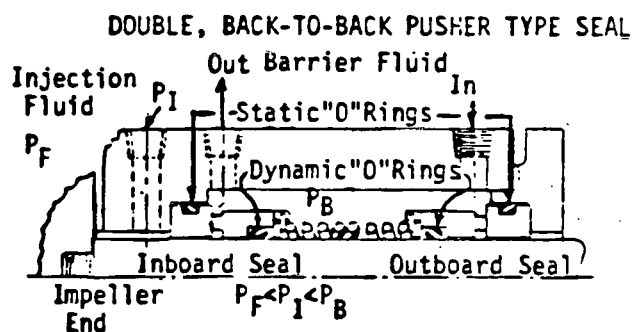 DOUBLE, BACK-TO-BACK PUSHER TYPE SEAL
Injection Fluid
Out Barrier Fluid
In
P_I
P_F
Static"O"Rings
Dynamic"O"Rings
P_B
Inboard Seal
Outboard Seal
Impeller End
P_F<P_I<P_B